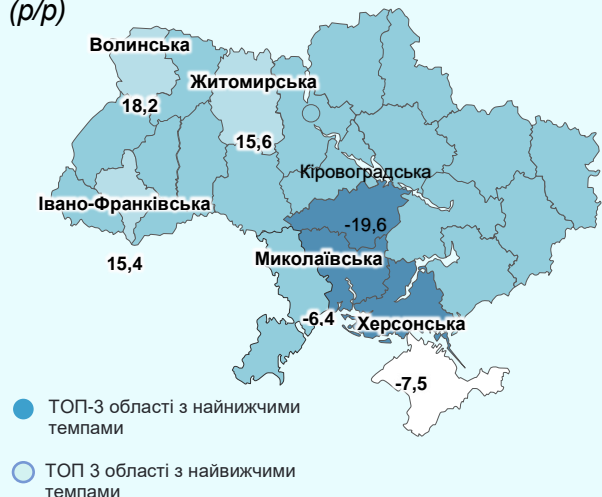 (р/р)
Волинська
18,2
Житомирська
15,6
Кіровоградська
-19,6
Івано-Франківська
15,4
Миколаївська
-6.4
Херсонська
-7,5
ТОП-3 області з найнижчими
темпами
ТОП 3 області з найвижчими
темпами